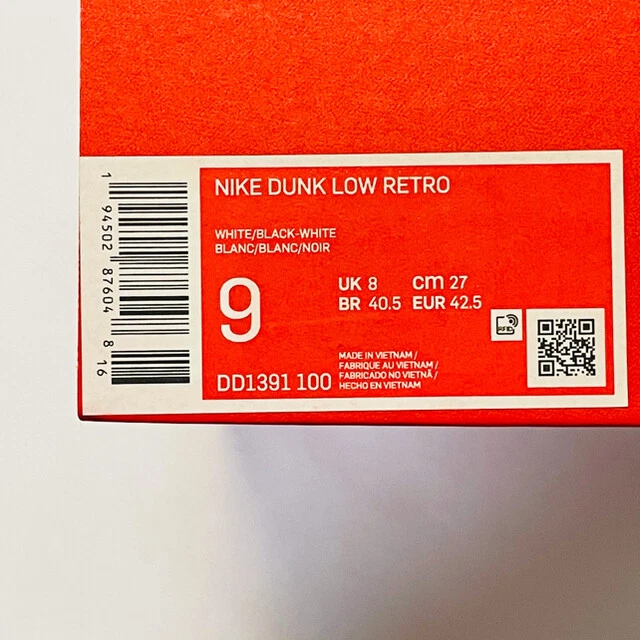 NIKE DUNK LOW RETRO
WHITE/BLACK-WHITE
BLANC/BLANC/NOIR
9
UK 8 cm 27
BR 40.5 EUR 42.5
DD1391 100
MADE IN VIETNAM /
FABRIQUE AU VIETNAM /
FABRICADO NO VIETNÃ /
HECHO EN VIETNAM
RFID
1 94502 87604 8 16